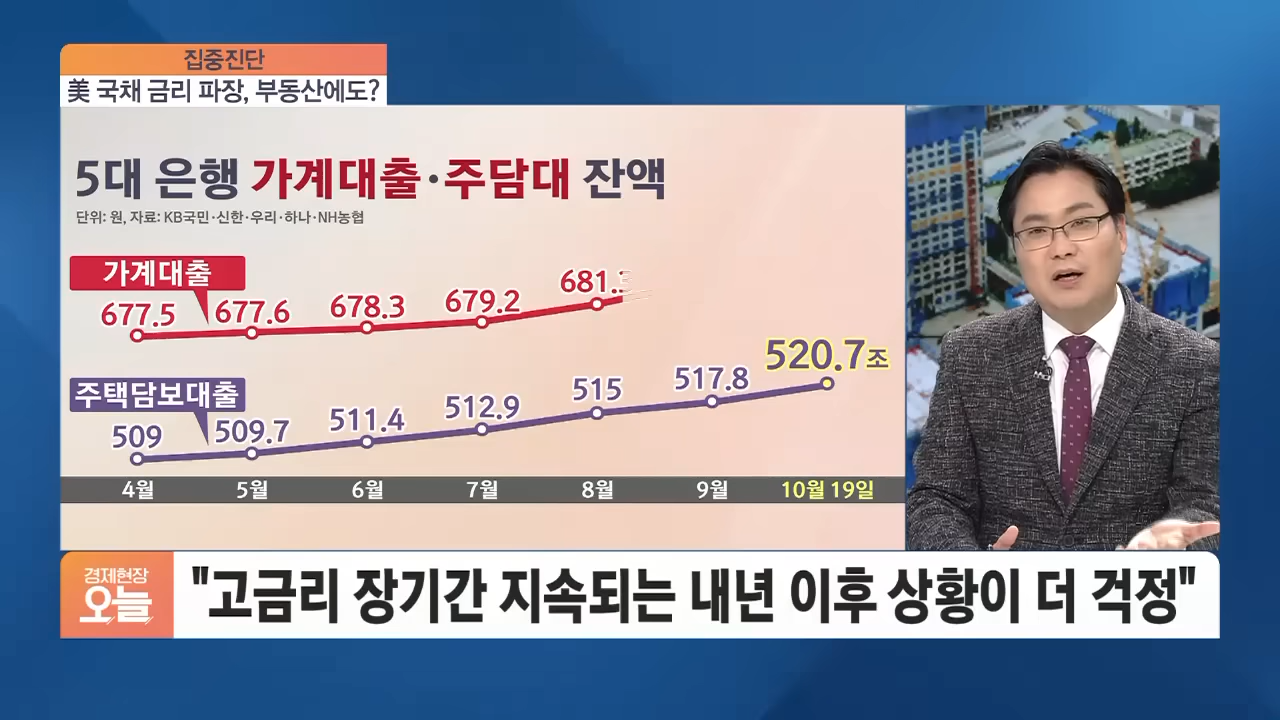 집중진단
美 국채 금리 파장, 부동산에도?
5대 은행 가계대출·주담대 잔액
단위: 원, 자료: KB국민·신한·우리·하나·NH농협
가계대출
677.5 677.6 678.3 679.2 681.
주택담보대출
509 509.7 511.4 512.9 515 517.8 520.7조
4월 5월 6월 7월 8월 9월 10월 19일
경제현장
오늘
"고금리 장기간 지속되는 내년 이후 상황이 더 걱정"